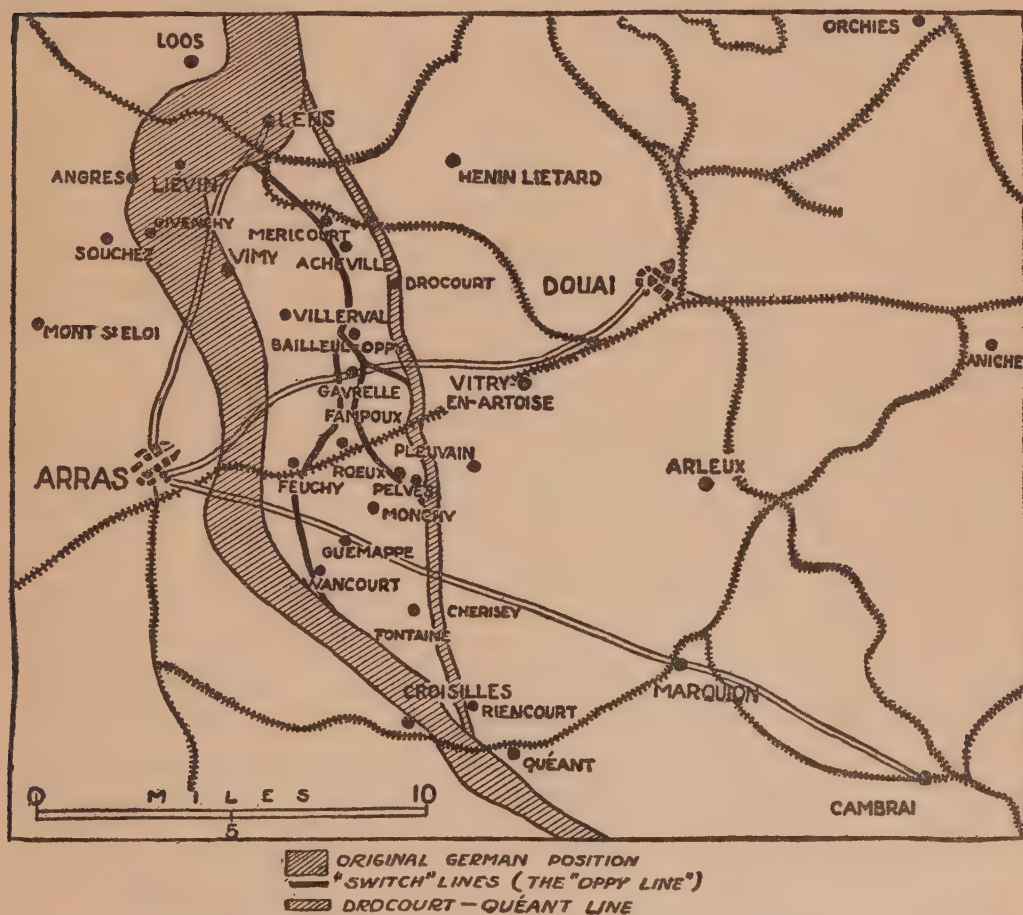 LOOS
ORCHIES
LENS
HENIN LIETARD
ANGRES
LIÉVIN
GIVENCHY
SOUCHEZ
VIMY
MERICOURT
ACHEVILLE
DROCOURT
DOUAI
MONT ST ELOI
VILLERVAL
BAILLEUL-OPPY
ANICHE
GAVRELLE
VITRY-
EN-ARTOISE
FAMPOUX
ARRAS
FEUCHY
ROEUX
PLEUVAIN
PELVES
ARLEUX
MONCHY
GUEMAPPE
WANCOURT
CHERISEY
FONTAINE
CROISILLES
RIENCOURT
MARQUION
QUÉANT
CAMBRAI
0 MILES 10
5
ORIGINAL GERMAN POSITION
"SWITCH" LINES (THE "OPPY LINE")
DROCOURT-QUÉANT LINE